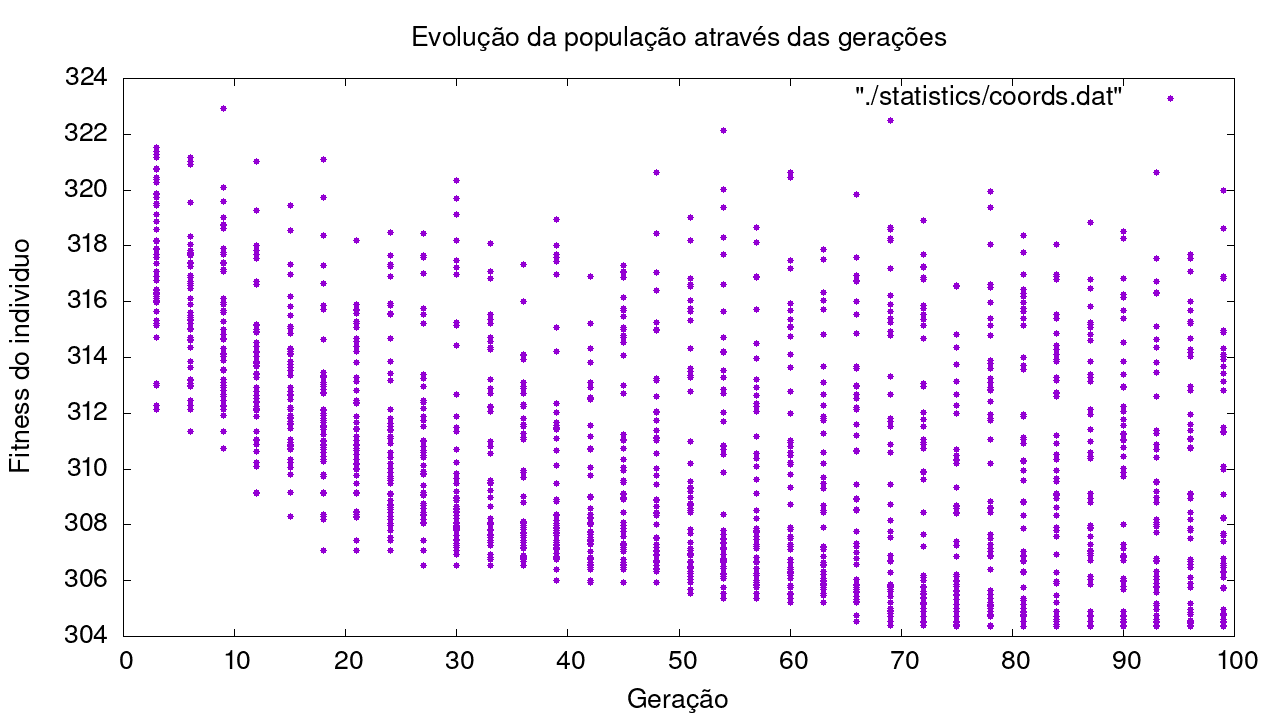 Evolução da população através das gerações
324
322
320
318
316
314
312
310
308
306
304
Fitness do individuo
"./statistics/coords.dat"
0 10 20 30 40 50 60 70 80 90 100
Geração